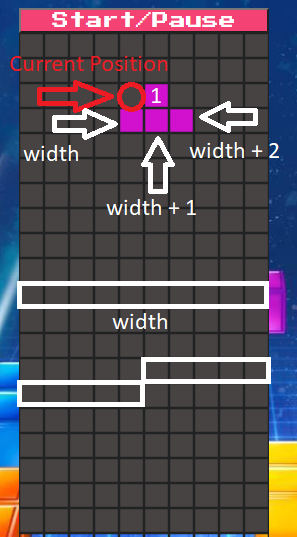 Start/Pause
Current Position
1
width
width + 2
width + 1
width